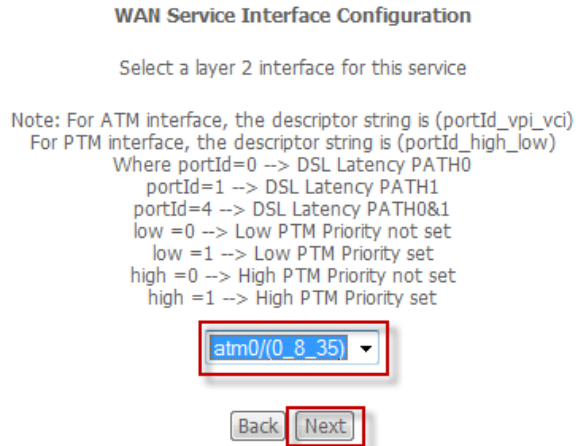 WAN Service Interface Configuration
Select a layer 2 interface for this service
Note: For ATM interface, the descriptor string is (portId_vpi_vci)
For PTM interface, the descriptor string is (portId_high_low)
Where portId=0 --> DSL Latency PATH0
portId=1 --> DSL Latency PATH1
portId=4 --> DSL Latency PATH0&1
low =0 --> Low PTM Priority not set
low =1 --> Low PTM Priority set
high =0 --> High PTM Priority not set
high =1 --> High PTM Priority set
atm0/(0_8_35)
Back Next